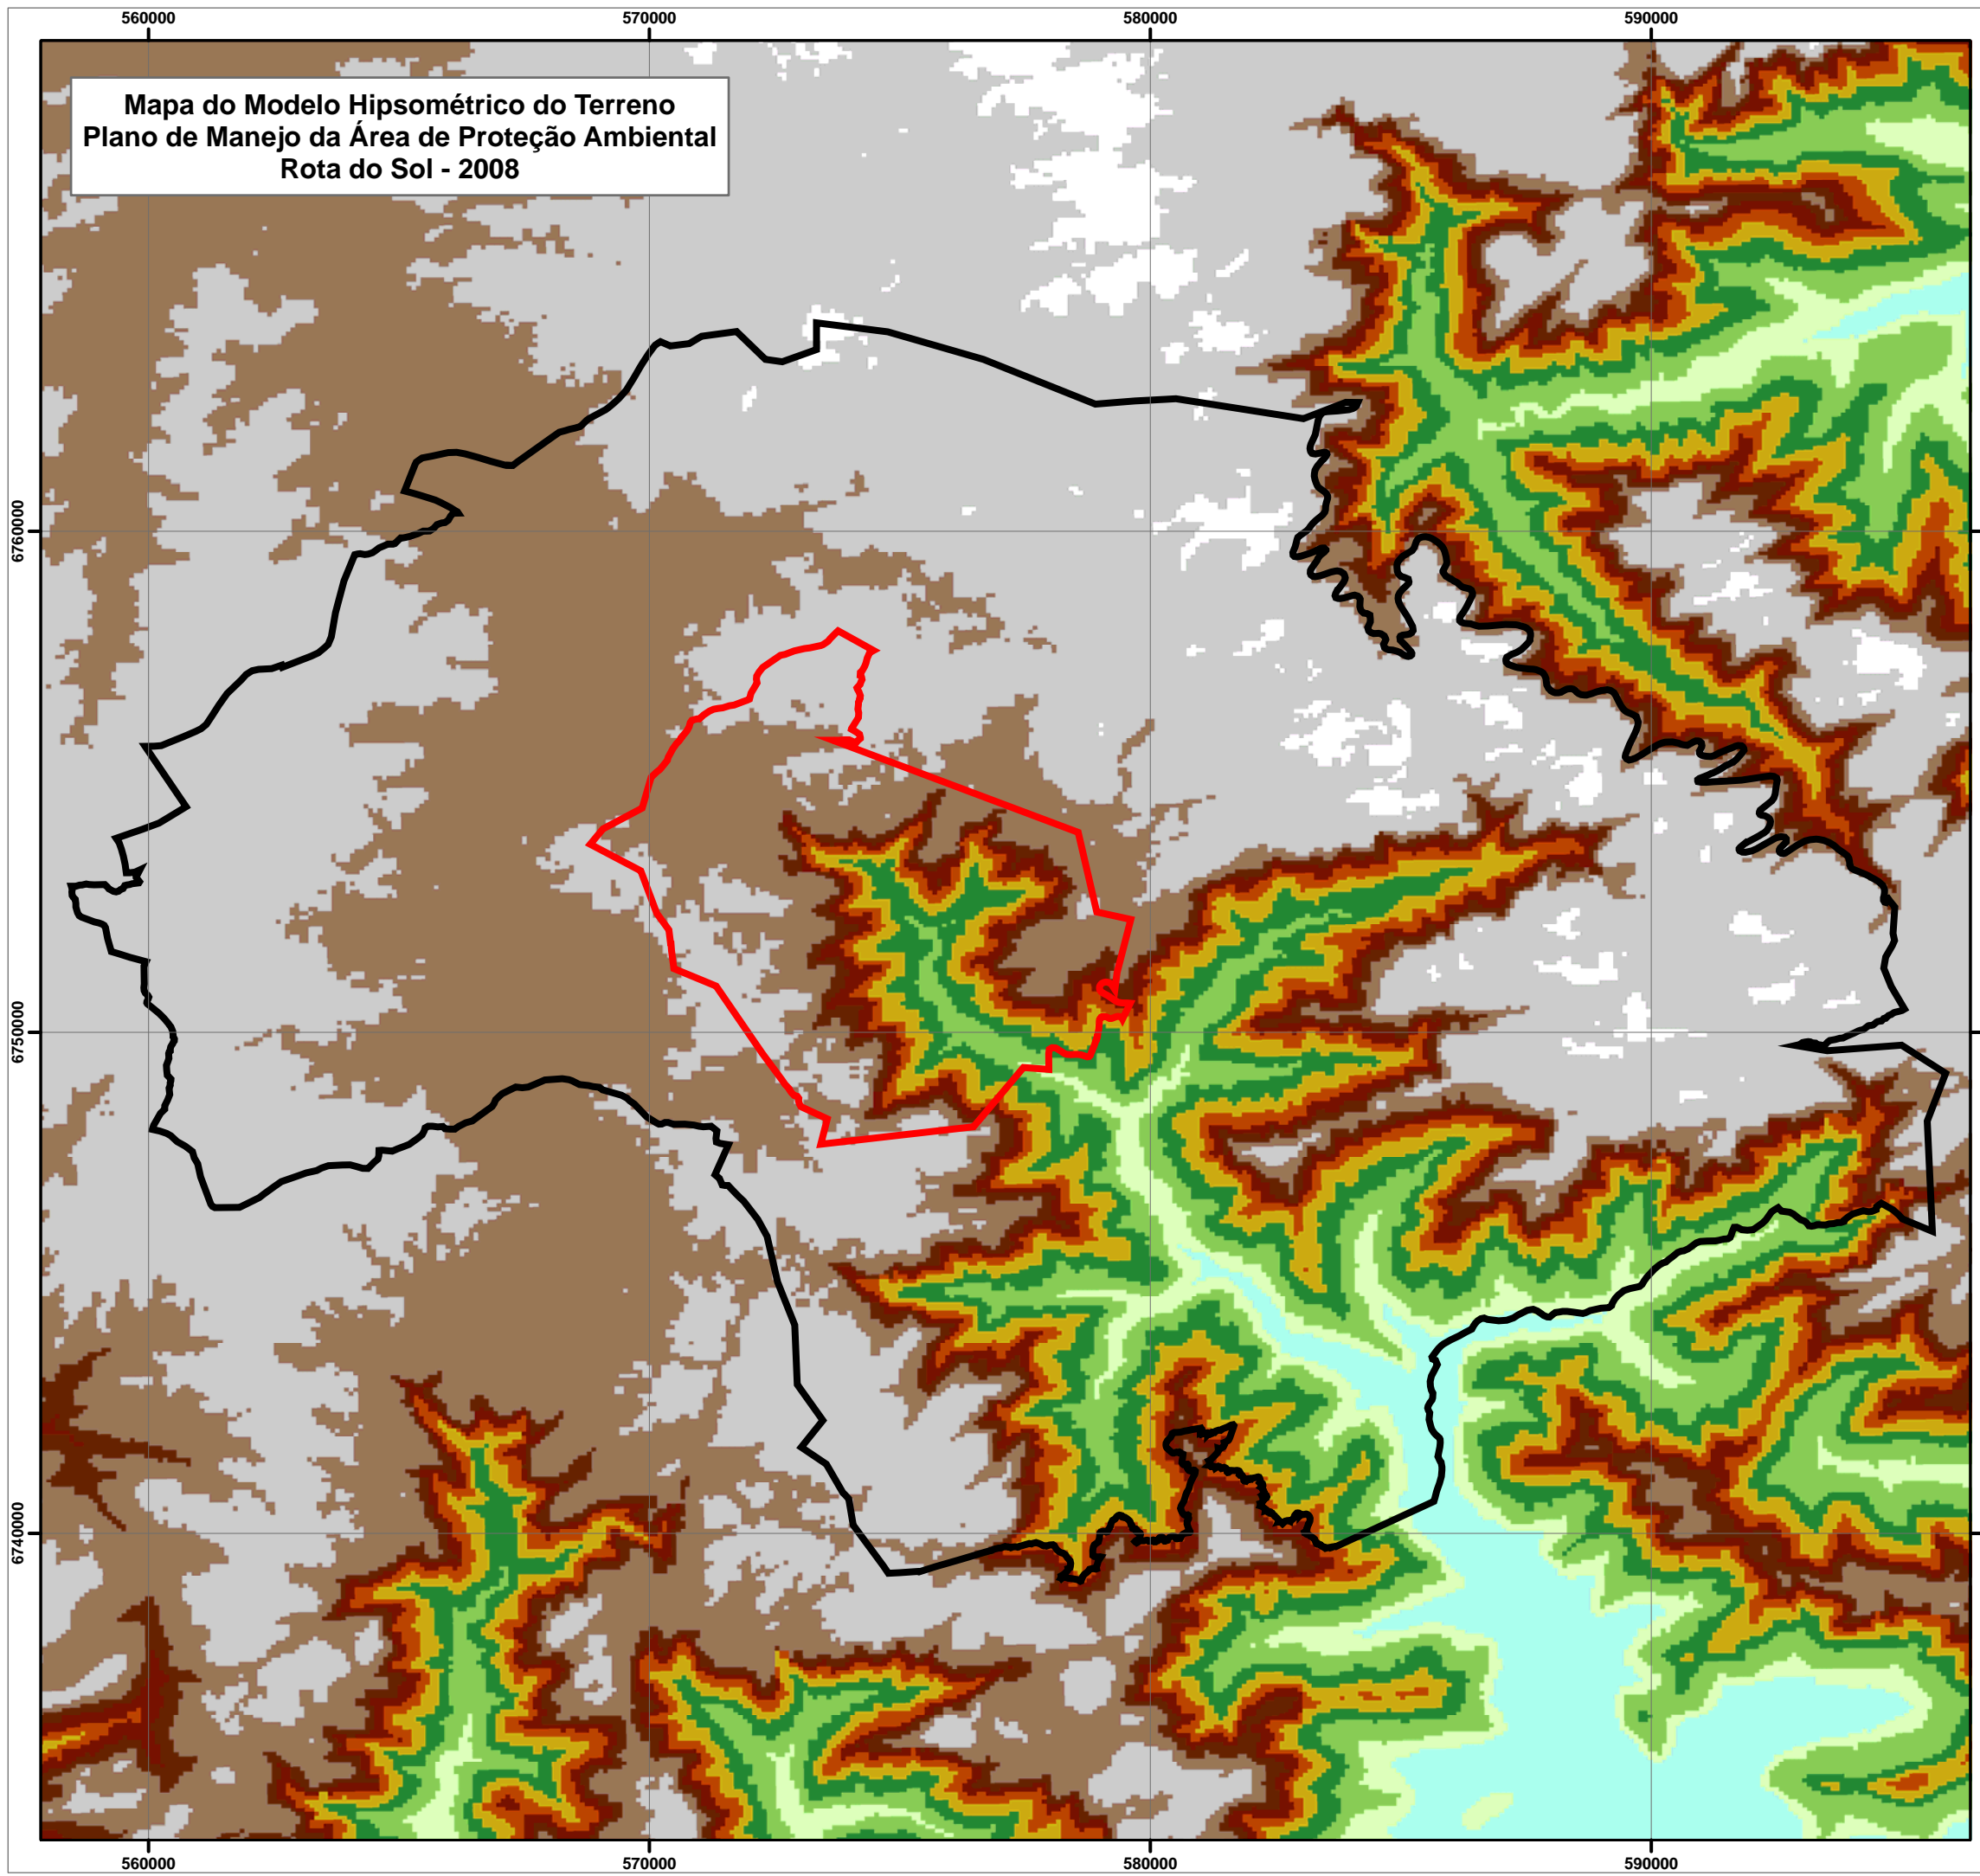 560000 570000 580000 590000
Mapa do Modelo Hipsométrico do Terreno
Plano de Manejo da Área de Proteção Ambiental
Rota do Sol - 2008
6760000
6750000
6740000
560000 570000 580000 590000